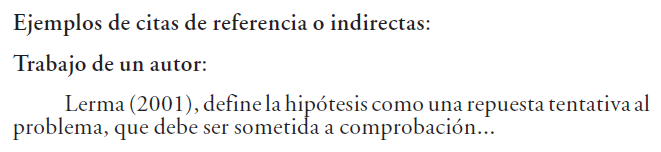 Ejemplos de citas de referencia o indirectas:
Trabajo de un autor:
Lerma (2001), define la hipótesis como una repuesta tentativa al
problema, que debe ser sometida a comprobación...